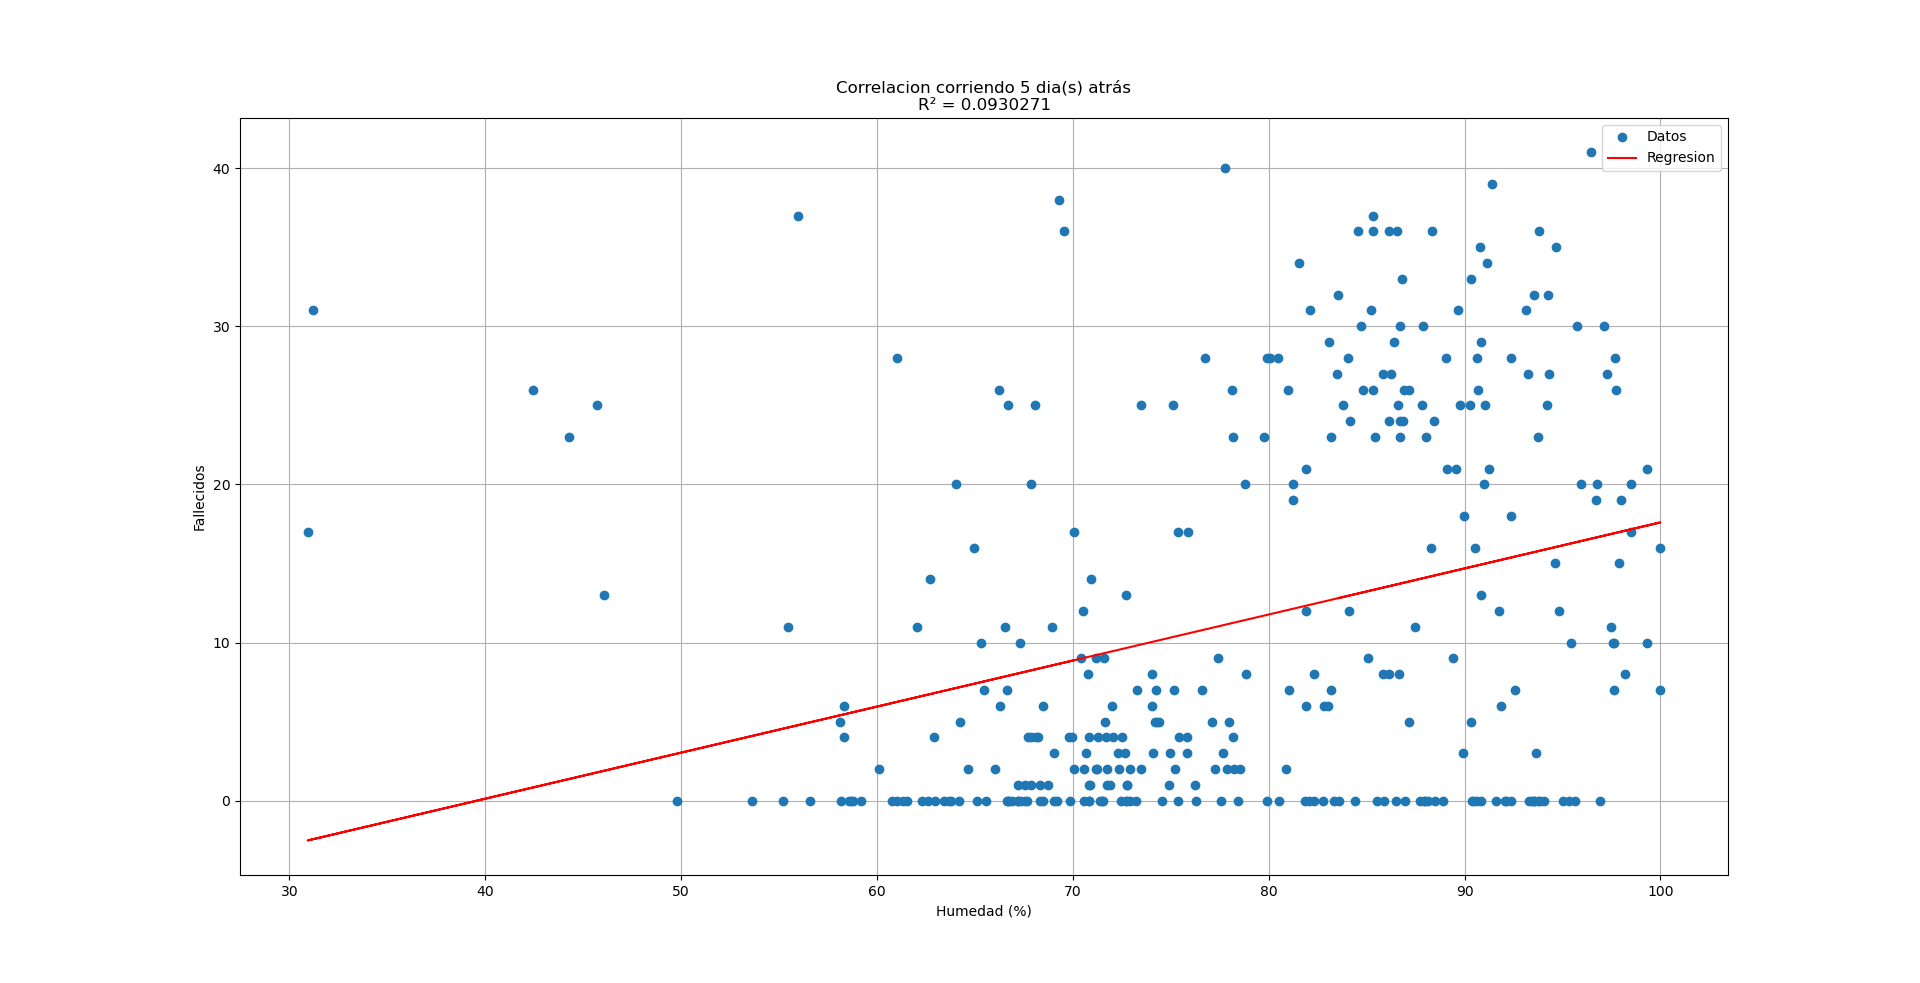 Correlacion corriendo 5 dia(s) atrás
R² = 0.0930271
Datos
Regresion
40
30
20
10
0
Fallecidos
30 40 50 60 70 80 90 100
Humedad (%)